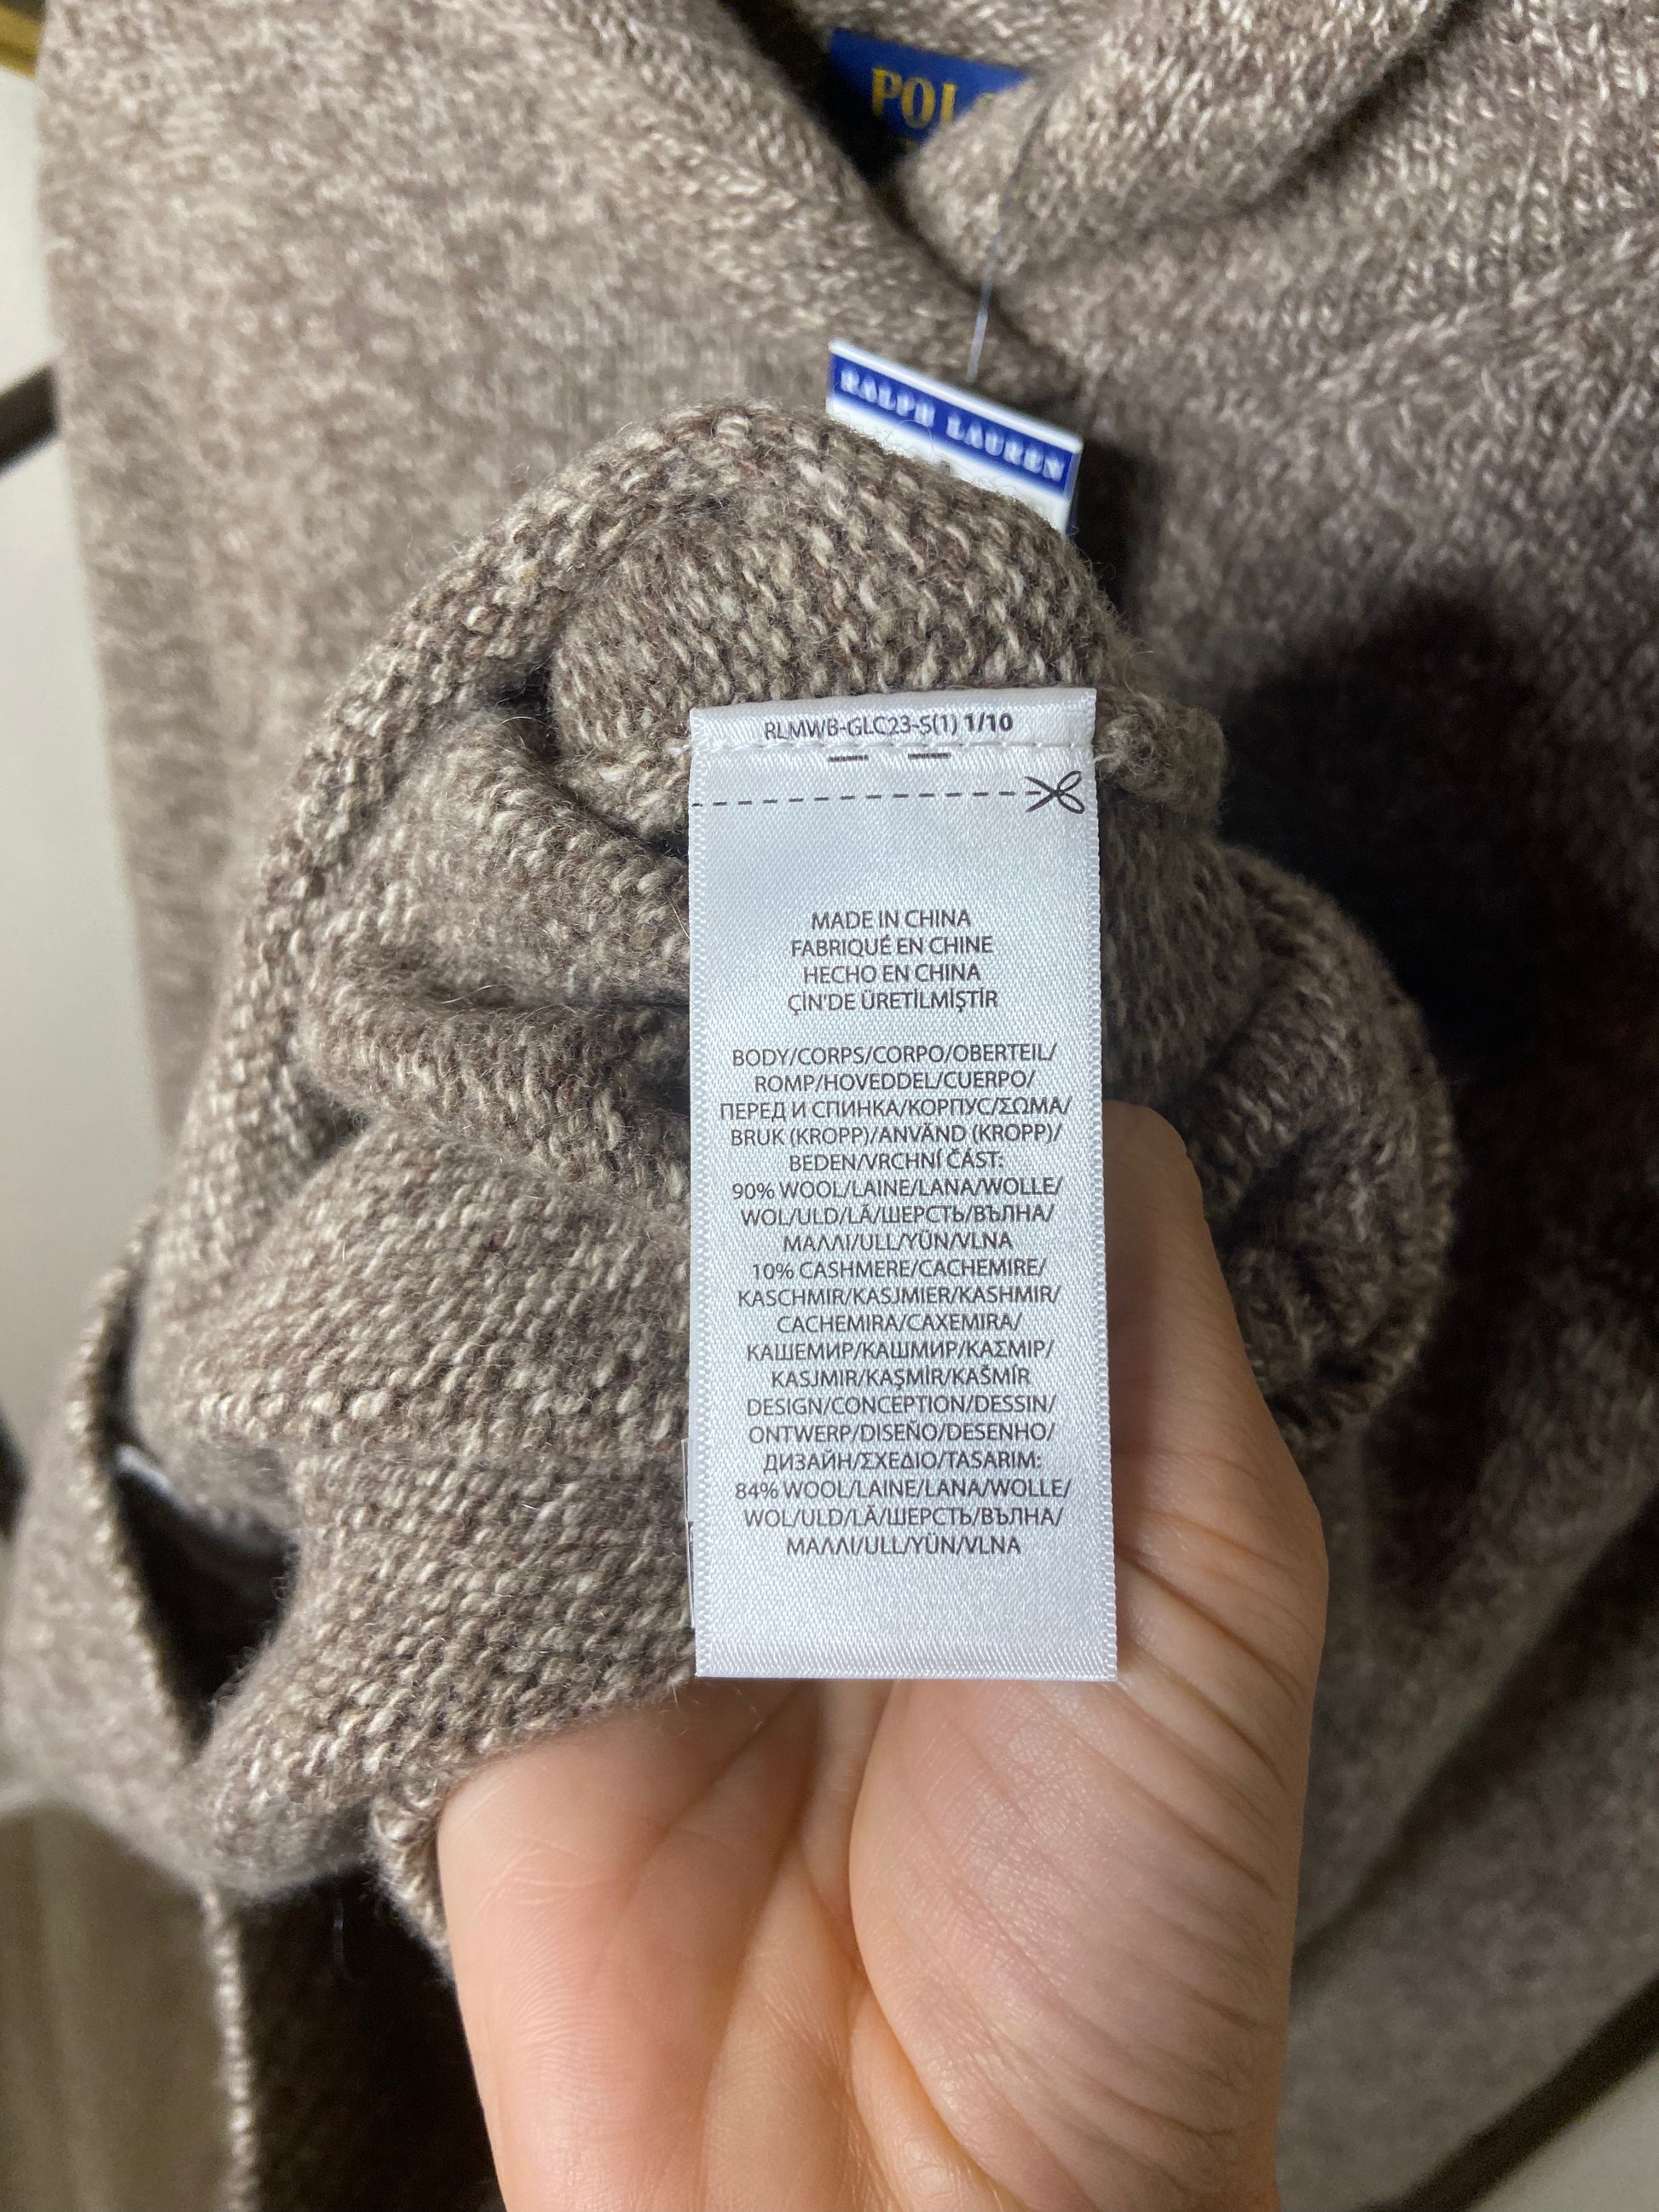 RALPH LAUREN
RLMWB-GLC23-S(1) 1/10
MADE IN CHINA
FABRIQUÉ EN CHINE
HECHO EN CHINA
ÇİN'DE ÜRETİLMİŞTİR
BODY/CORPS/CORPO/OBERTEIL/
ROMP/HOVEDDEL/CUERPO/
ПЕРЕД И СПИНКА/КОРПУС/ΣΩΜΑ/
BRUK (KROPP)/ANVÄND (KROPP)/
BEDEN/VRCHNÍ ČÁST:
90% WOOL/LAINE/LANA/WOLLE/
WOL/ULD/LÃ/ШЕРСТЬ/ВЪЛНА/
ΜΑΛΛΙ/ULL/YÜN/VLNA
10% CASHMERE/CACHEMIRE/
KASCHMIR/KASJMIER/KASHMIR/
CACHEMIRA/CAXEMIRA/
КАШЕМИР/КАШМИР/ΚΑΣΜΙΡ/
KASJMIR/KAŞMİR/KAŠMÍR
DESIGN/CONCEPTION/DESSIN/
ONTWERP/DISEÑO/DESENHO/
ДИЗАЙН/ΣΧΕΔΙΟ/TASARIM:
84% WOOL/LAINE/LANA/WOLLE/
WOL/ULD/LÃ/ШЕРСТЬ/ВЪЛНА/
ΜΑΛΛΙ/ULL/YÜN/VLNA